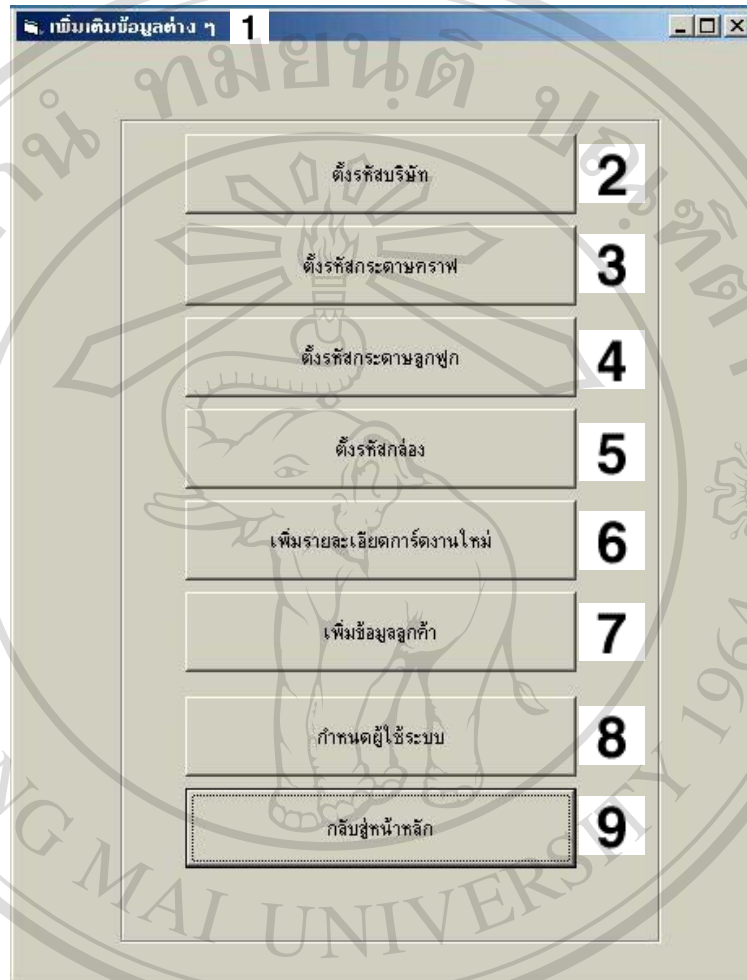 เพิ่มเติมข้อมูลต่าง ๆ 1
ตั้งรหัสบริษัท 2
ตั้งรหัสกระดาษคราฟ 3
ตั้งรหัสกระดาษลูกฟูก 4
ตั้งรหัสกล่อง 5
เพิ่มรายละเอียดการ์ดงานใหม่ 6
เพิ่มข้อมูลลูกค้า 7
กำหนดผู้ใช้ระบบ 8
กลับสู่หน้าหลัก 9
MAI UNIVERSITY 1964